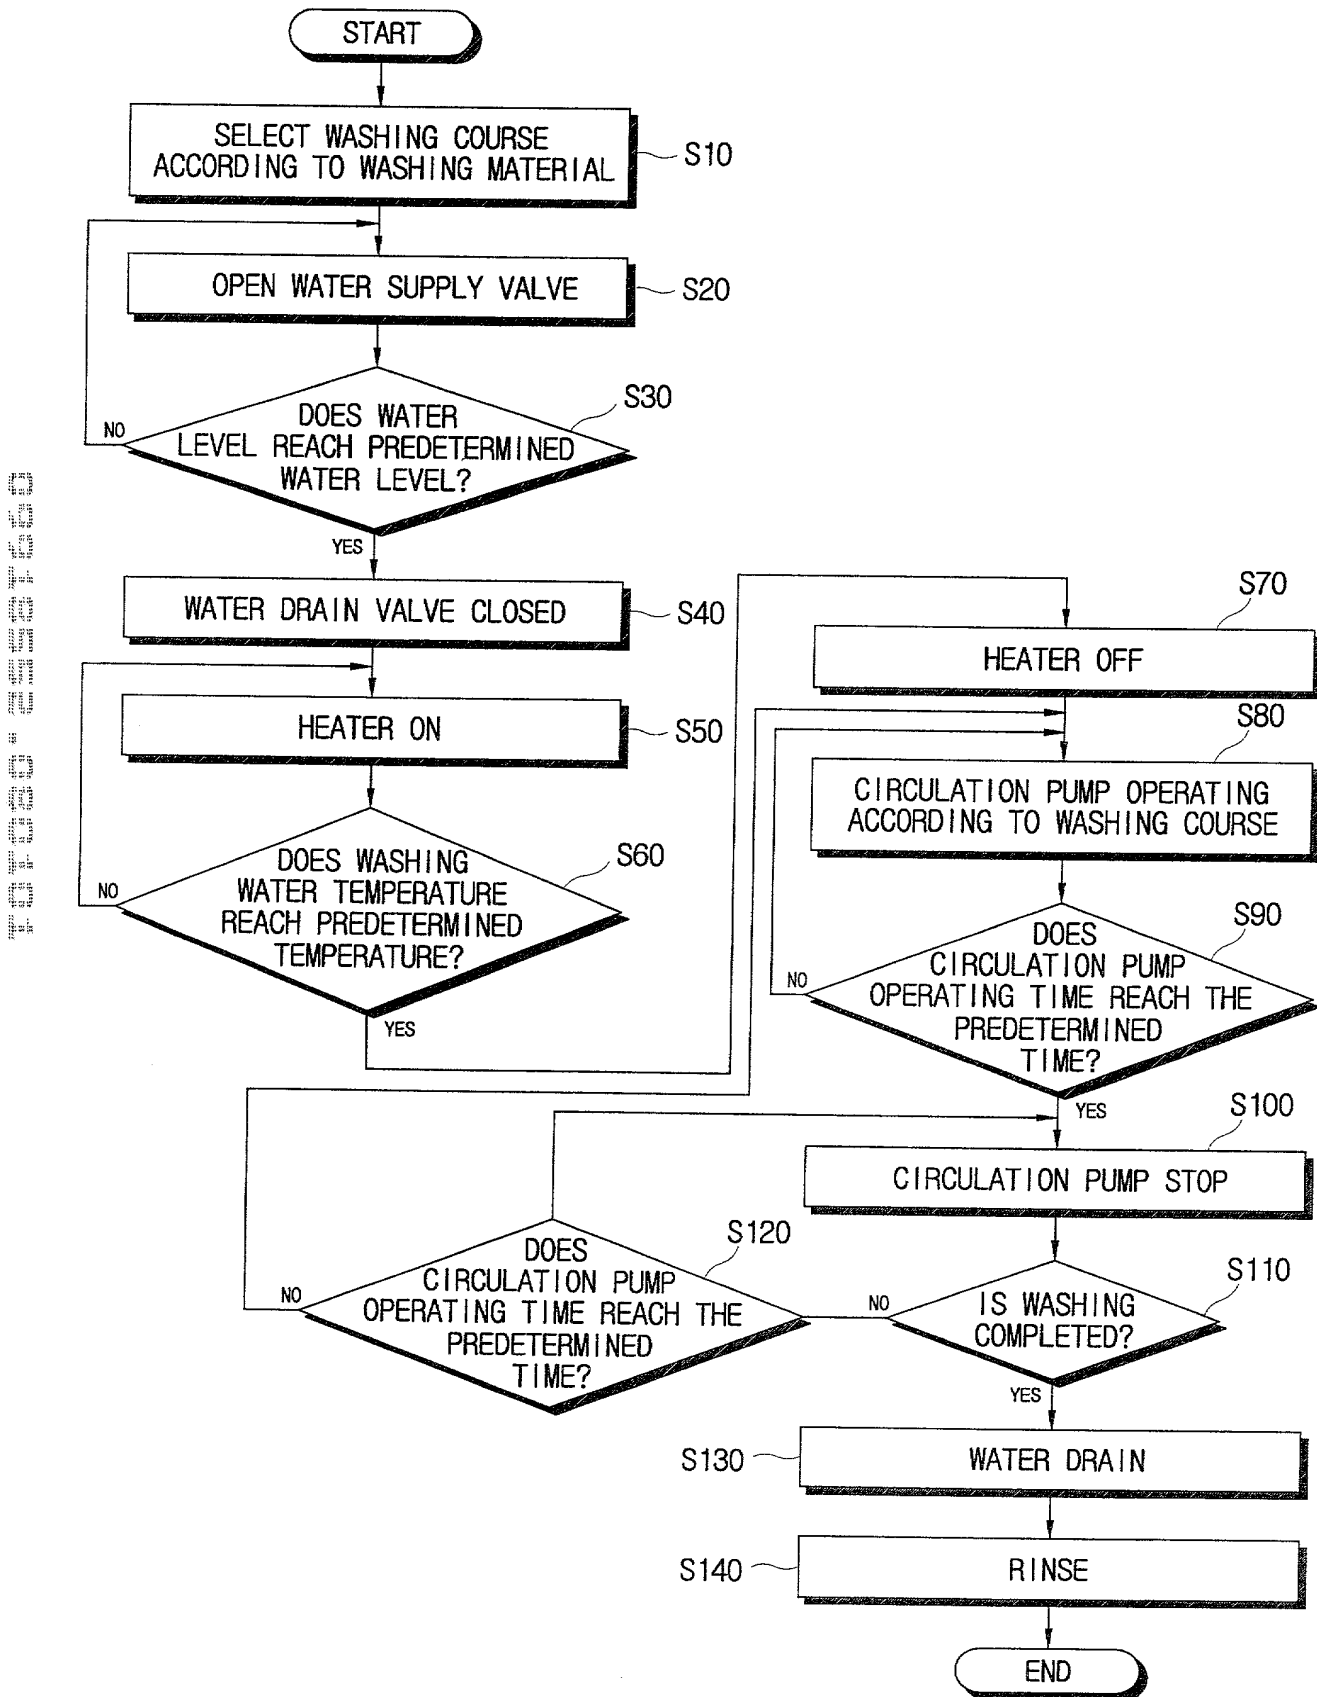 START
SELECT WASHING COURSE
ACCORDING TO WASHING MATERIAL
S10
OPEN WATER SUPPLY VALVE
S20
DOES WATER
LEVEL REACH PREDETERMINED
WATER LEVEL?
S30
NO
YES
WATER DRAIN VALVE CLOSED
S40
HEATER ON
S50
DOES WASHING
WATER TEMPERATURE
REACH PREDETERMINED
TEMPERATURE?
S60
NO
YES
HEATER OFF
S70
CIRCULATION PUMP OPERATING
ACCORDING TO WASHING COURSE
S80
DOES
CIRCULATION PUMP
OPERATING TIME REACH THE
PREDETERMINED
TIME?
S90
NO
YES
CIRCULATION PUMP STOP
S100
IS WASHING
COMPLETED?
S110
NO
YES
DOES
CIRCULATION PUMP
OPERATING TIME REACH THE
PREDETERMINED
TIME?
S120
NO
WATER DRAIN
S130
RINSE
S140
END